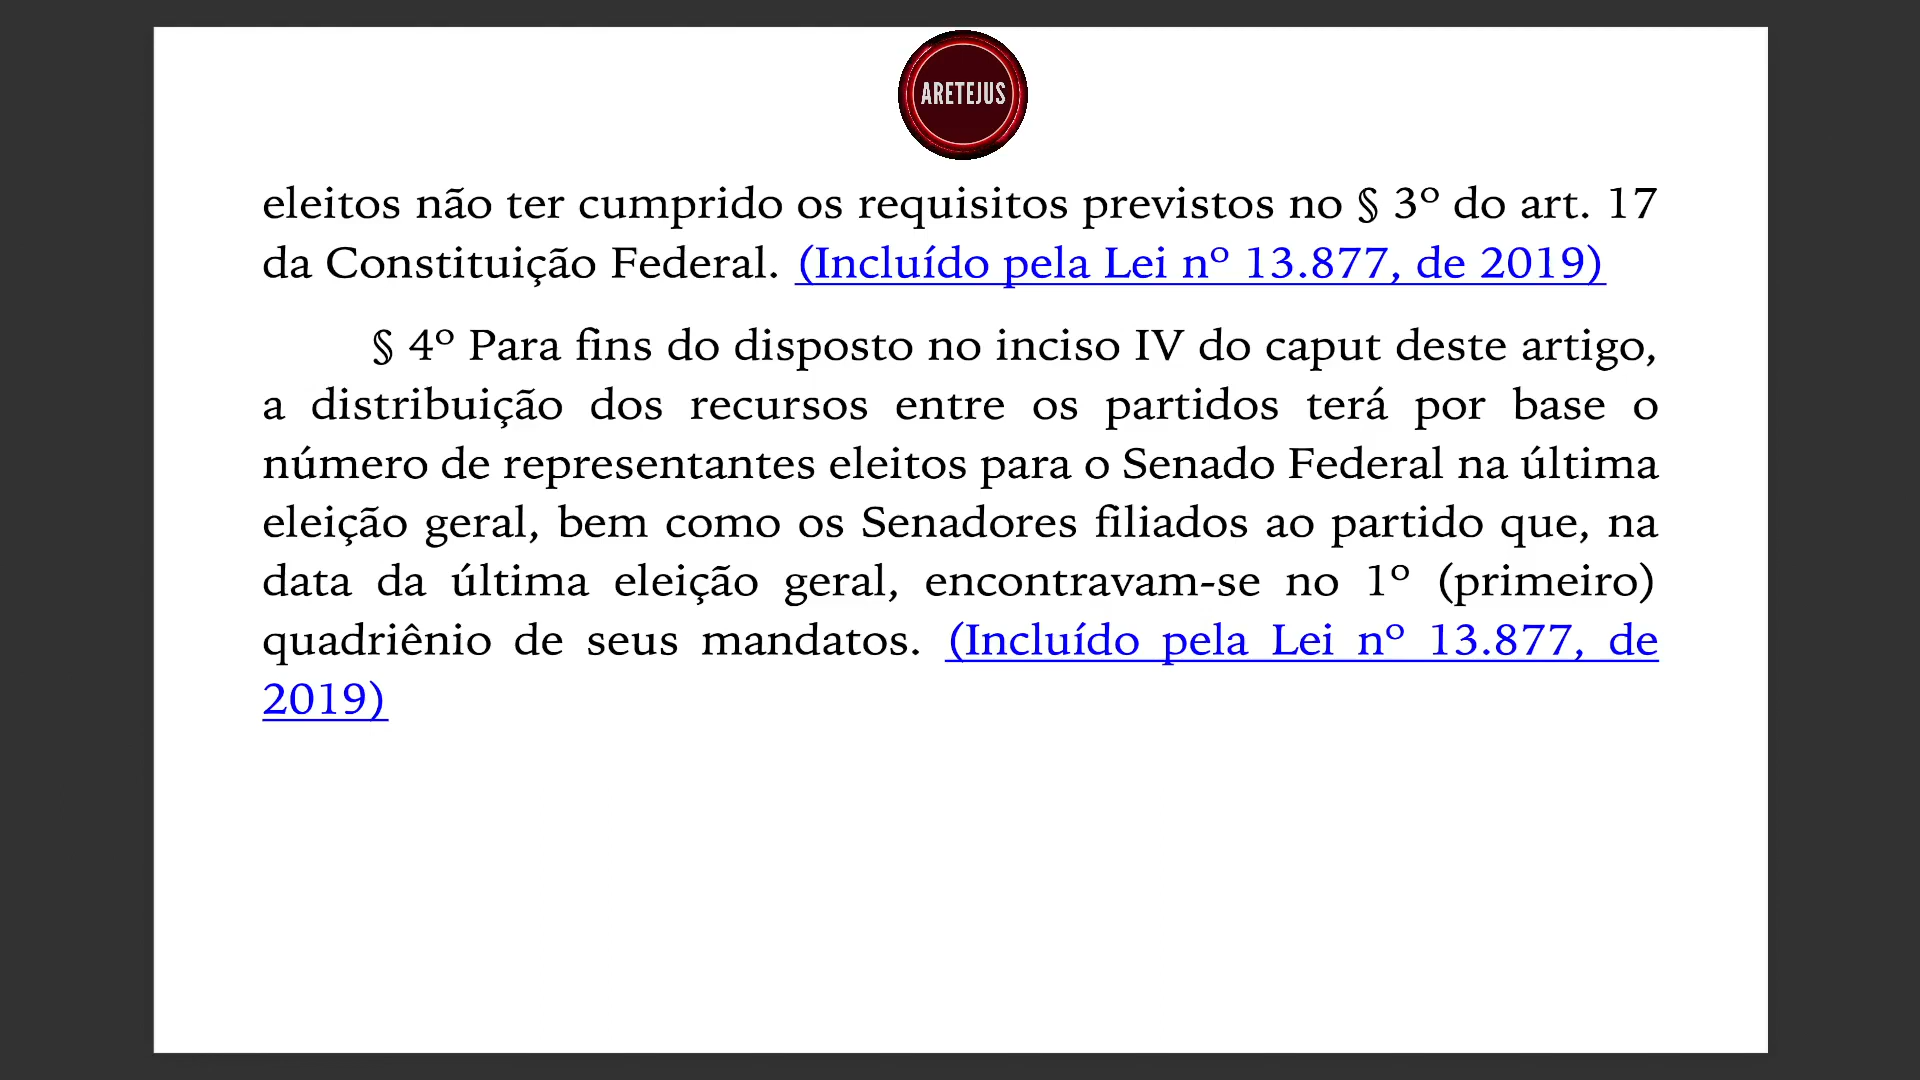 ARETEJUS
eleitos não ter cumprido os requisitos previstos no § 3º do art. 17
da Constituição Federal. (Incluído pela Lei nº 13.877, de 2019)
§ 4º Para fins do disposto no inciso IV do caput deste artigo,
a distribuição dos recursos entre os partidos terá por base o
número de representantes eleitos para o Senado Federal na última
eleição geral, bem como os Senadores filiados ao partido que, na
data da última eleição geral, encontravam-se no 1º (primeiro)
quadriênio de seus mandatos. (Incluído pela Lei nº 13.877, de
2019)